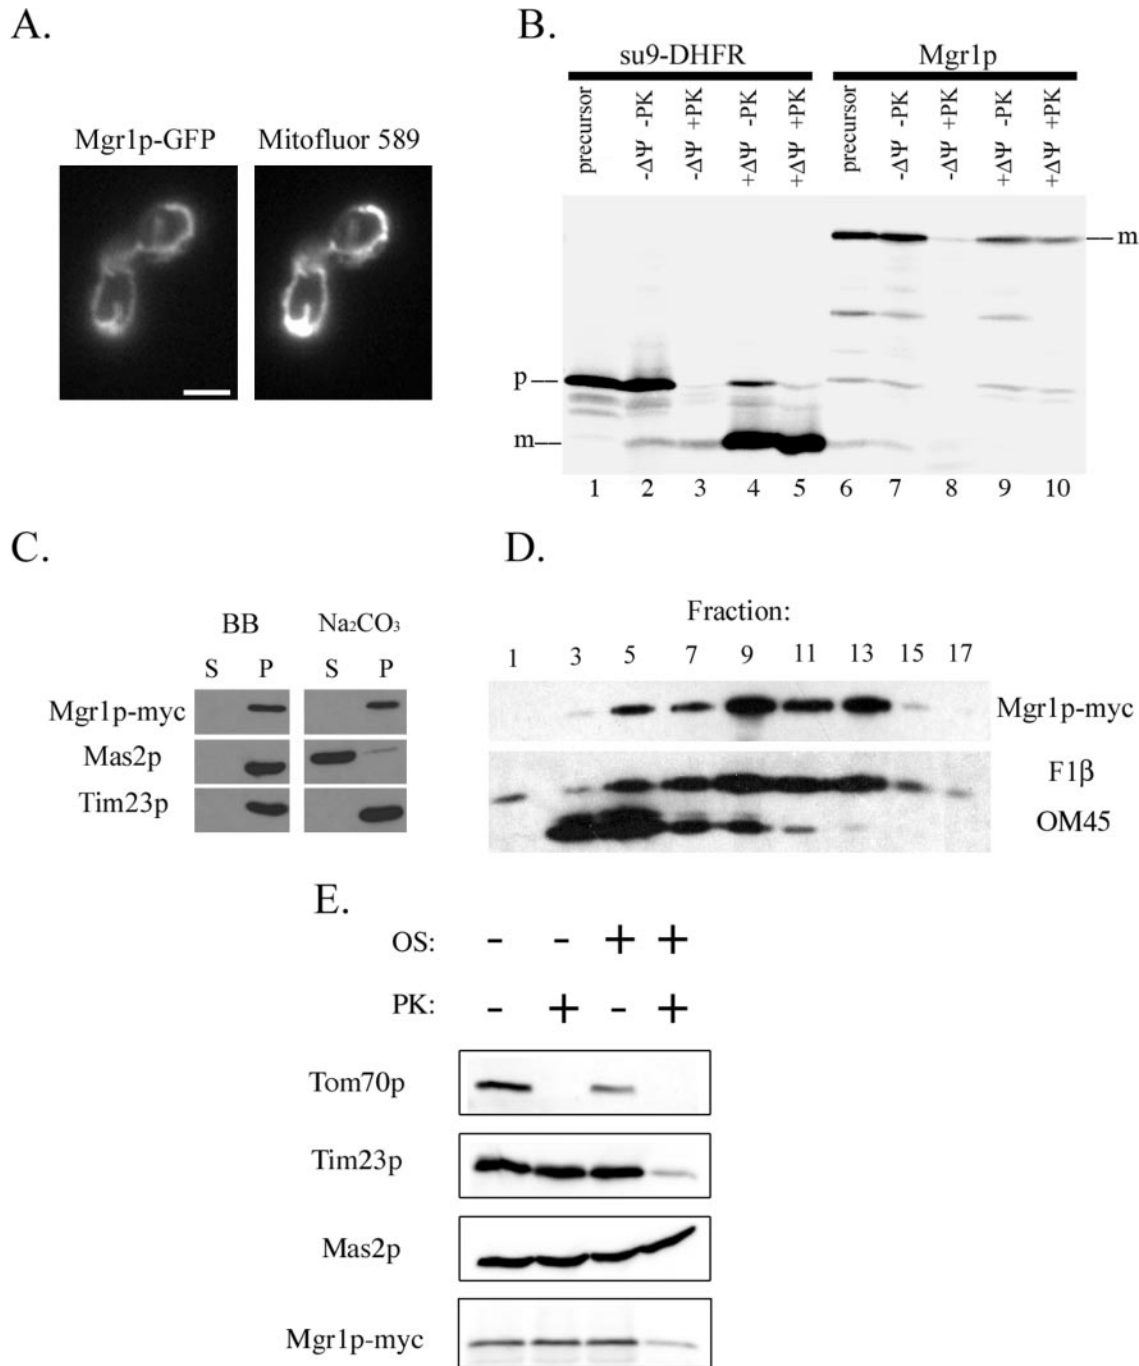 A.
Mgr1p-GFP Mitofluor 589
B.
su9-DHFR Mgr1p
precursor -ΔΨ -PK -ΔΨ +PK +ΔΨ -PK +ΔΨ +PK precursor -ΔΨ -PK -ΔΨ +PK +ΔΨ -PK +ΔΨ +PK
m
p
m
1 2 3 4 5 6 7 8 9 10
C.
BB Na₂CO₃
S P S P
Mgr1p-myc
Mas2p
Tim23p
D.
Fraction:
1 3 5 7 9 11 13 15 17
Mgr1p-myc
F1β
OM45
E.
OS: - - + +
PK: - + - +
Tom70p
Tim23p
Mas2p
Mgr1p-myc